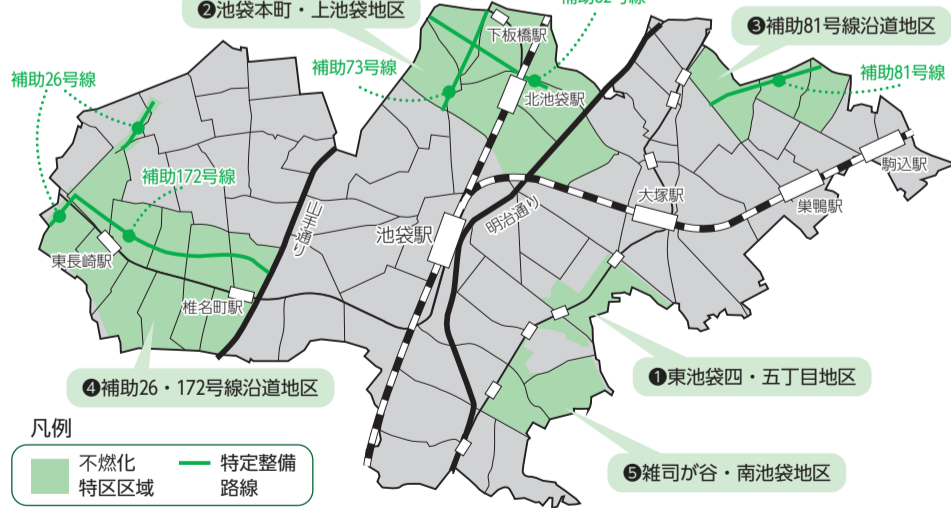 ❷池袋本町・上池袋地区
下板橋駅
❸補助81号線沿道地区
補助26号線
補助73号線
北池袋駅
補助81号線
補助172号線
駒込駅
大塚駅
巣鴨駅
山手通り
池袋駅
明治通り
東長崎駅
椎名町駅
❹補助26・172号線沿道地区
❶東池袋四・五丁目地区
凡例
不燃化
特区区域
特定整備
路線
❺雑司が谷・南池袋地区